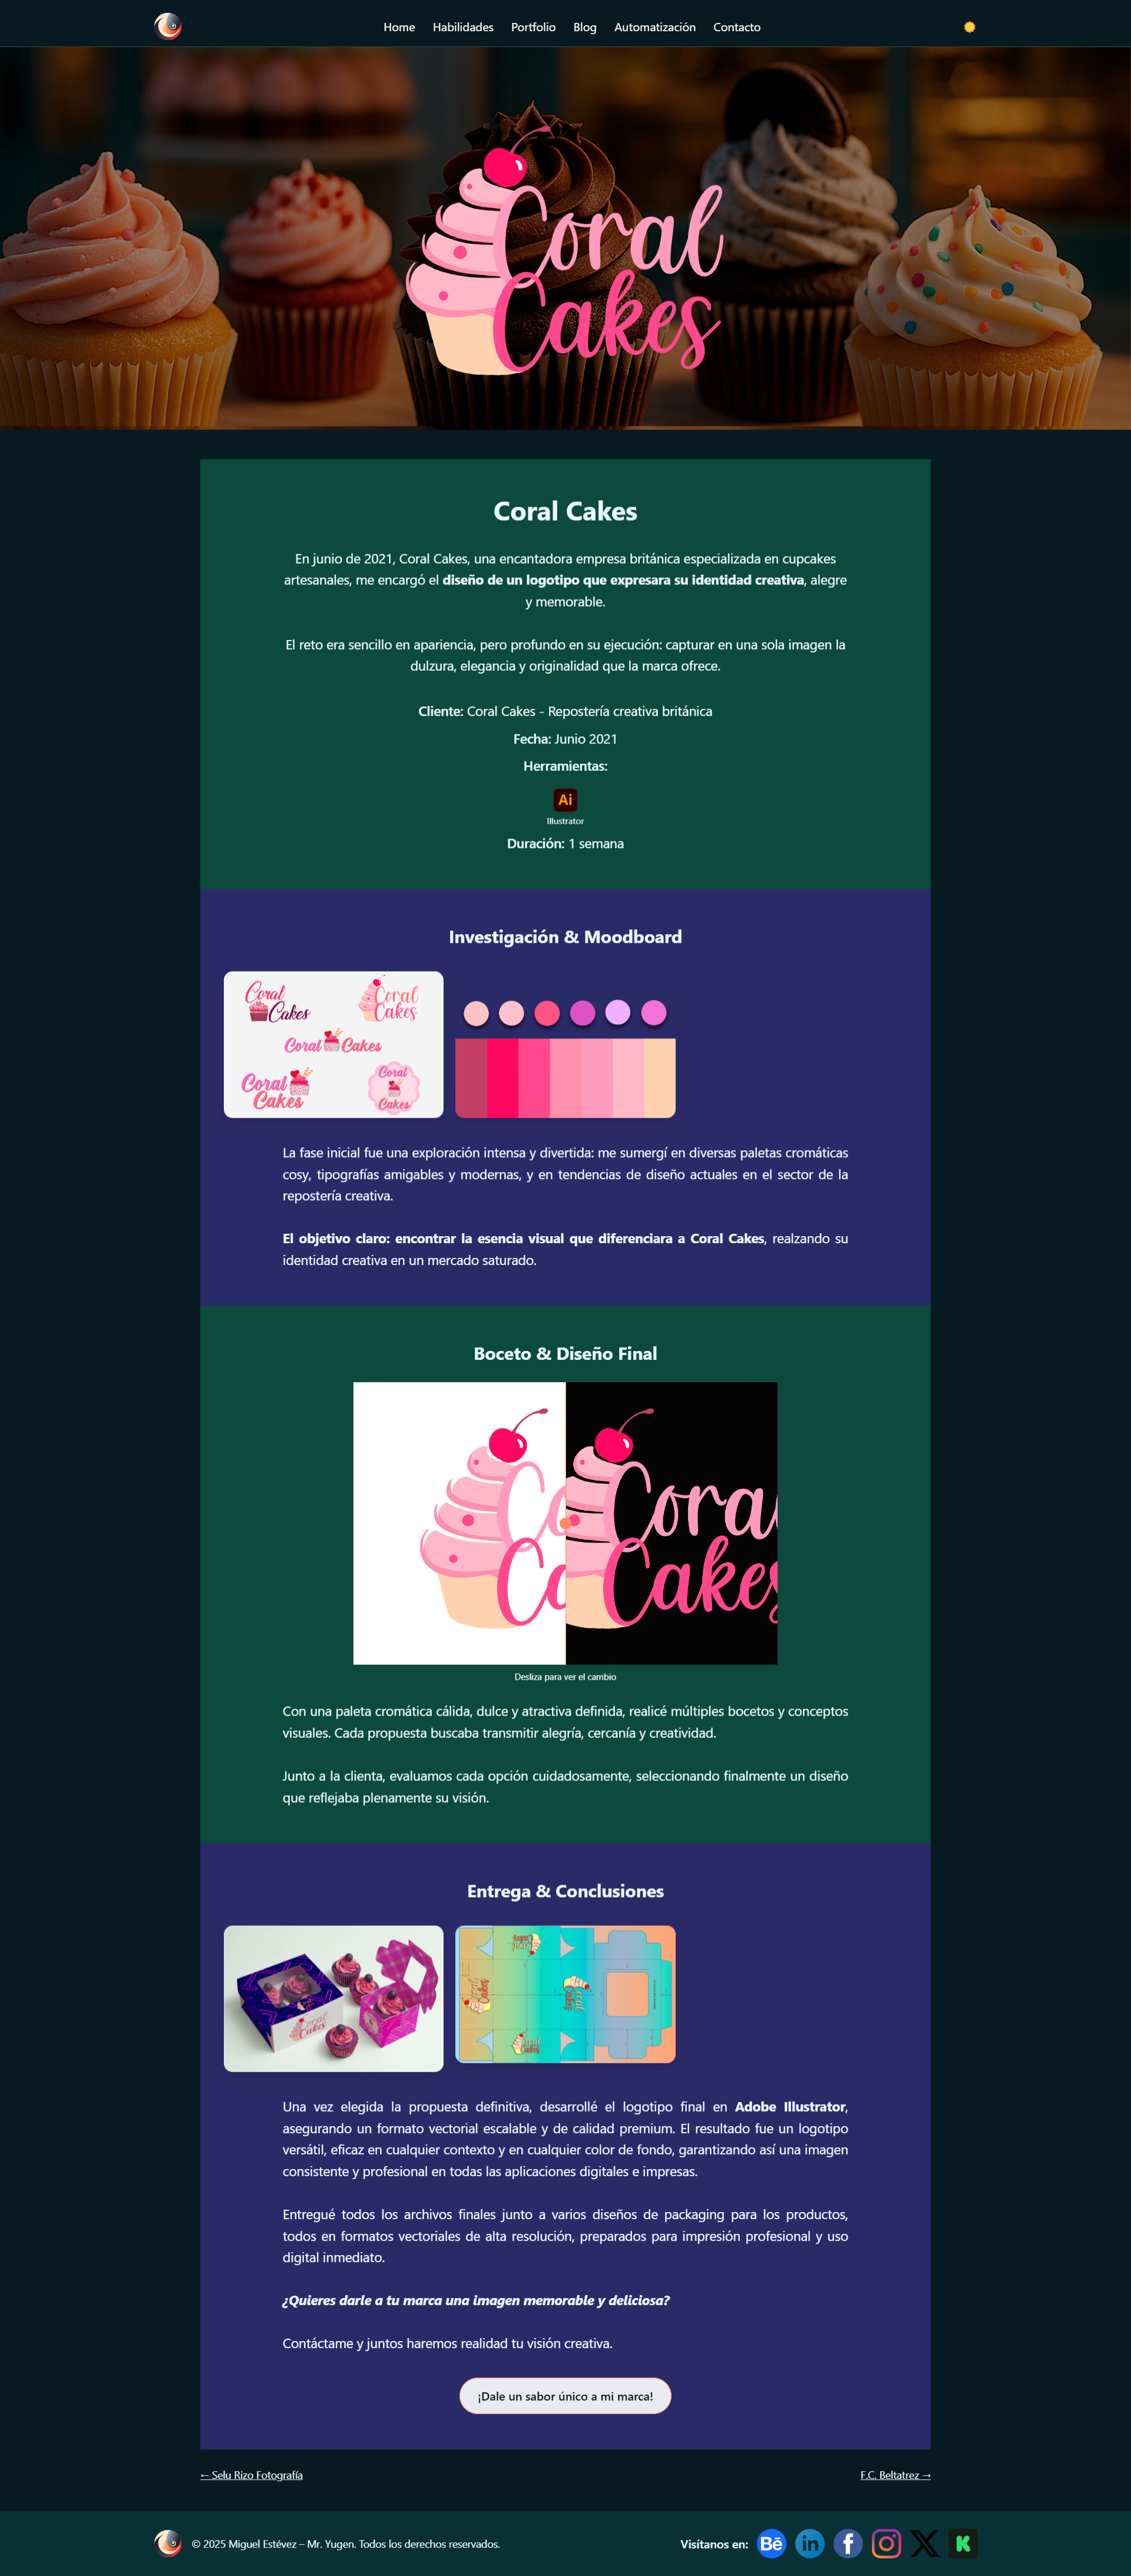 Home Habilidades Portfolio Blog Automatización Contacto
Coral
Cakes
Coral Cakes
En junio de 2021, Coral Cakes, una encantadora empresa británica especializada en cupcakes
artesanales, me encargó el diseño de un logotipo que expresara su identidad creativa, alegre
y memorable.
El reto era sencillo en apariencia, pero profundo en su ejecución: capturar en una sola imagen la
dulzura, elegancia y originalidad que la marca ofrece.
Cliente: Coral Cakes - Repostería creativa británica
Fecha: Junio 2021
Herramientas:
Ai
Illustrator
Duración: 1 semana
Investigación & Moodboard
Coral
Cakes
Coral
Cakes
Coral Cakes
Coral
Cakes
Coral
Cakes
La fase inicial fue una exploración intensa y divertida: me sumergí en diversas paletas cromáticas
cosy, tipografías amigables y modernas, y en tendencias de diseño actuales en el sector de la
repostería creativa.
El objetivo claro: encontrar la esencia visual que diferenciara a Coral Cakes, realzando su
identidad creativa en un mercado saturado.
Boceto & Diseño Final
Coral
Cakes
Desliza para ver el cambio
Con una paleta cromática cálida, dulce y atractiva definida, realicé múltiples bocetos y conceptos
visuales. Cada propuesta buscaba transmitir alegría, cercanía y creatividad.
Junto a la clienta, evaluamos cada opción cuidadosamente, seleccionando finalmente un diseño
que reflejaba plenamente su visión.
Entrega & Conclusiones
Coral
Cakes
Coral
Cakes
Coral
Cakes
Coral
Cakes
Una vez elegida la propuesta definitiva, desarrollé el logotipo final en Adobe Illustrator,
asegurando un formato vectorial escalable y de calidad premium. El resultado fue un logotipo
versátil, eficaz en cualquier contexto y en cualquier color de fondo, garantizando así una imagen
consistente y profesional en todas las aplicaciones digitales e impresas.
Entregué todos los archivos finales junto a varios diseños de packaging para los productos,
todos en formatos vectoriales de alta resolución, preparados para impresión profesional y uso
digital inmediato.
¿Quieres darle a tu marca una imagen memorable y deliciosa?
Contáctame y juntos haremos realidad tu visión creativa.
¡Dale un sabor único a mi marca!
← Selu Rizo Fotografía F.C. Beltatrez →
© 2025 Miguel Estévez – Mr. Yugen. Todos los derechos reservados. Visítanos en: